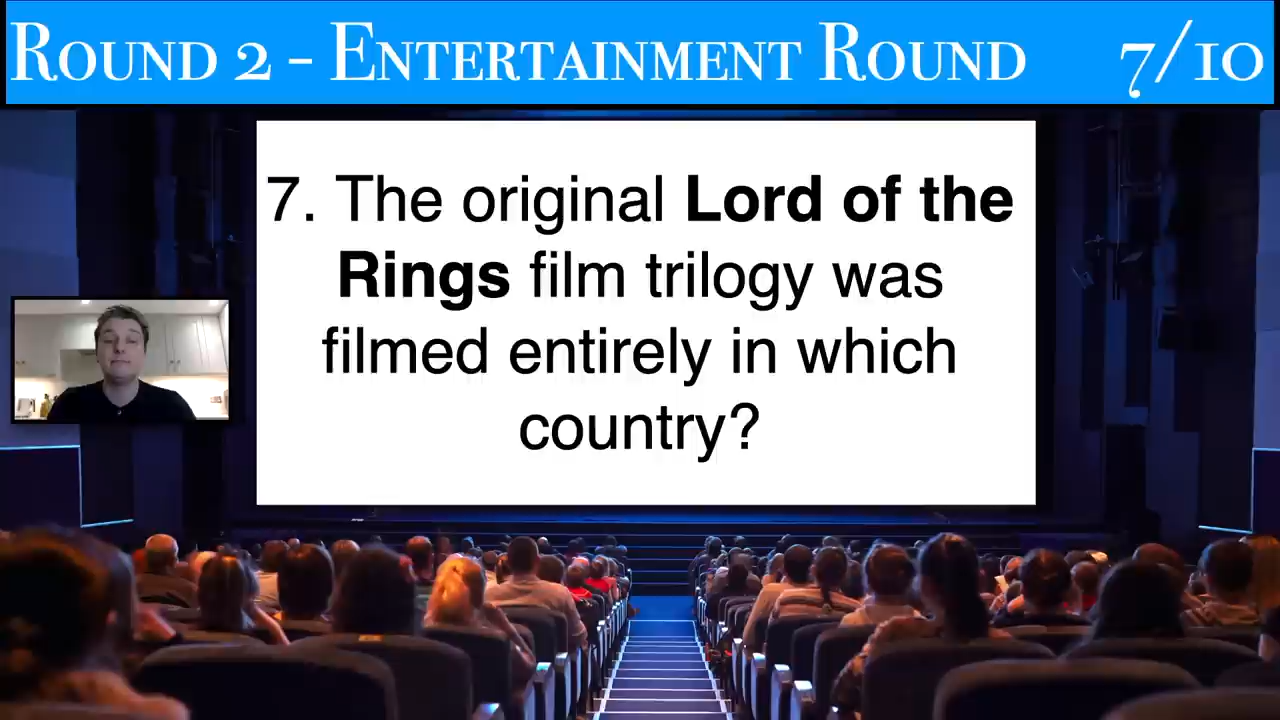 Round 2 - Entertainment Round 7/10
7. The original Lord of the
Rings film trilogy was
filmed entirely in which
country?